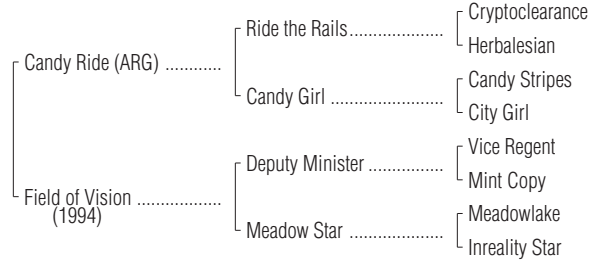 Cryptoclearance
Ride the Rails.....................
Herbalesian
Candy Ride (ARG) ............
Candy Stripes
Candy Girl .........................
City Girl
Vice Regent
Deputy Minister .................
Mint Copy
Field of Vision ..................
(1994)
Meadowlake
Meadow Star .....................
Inreality Star